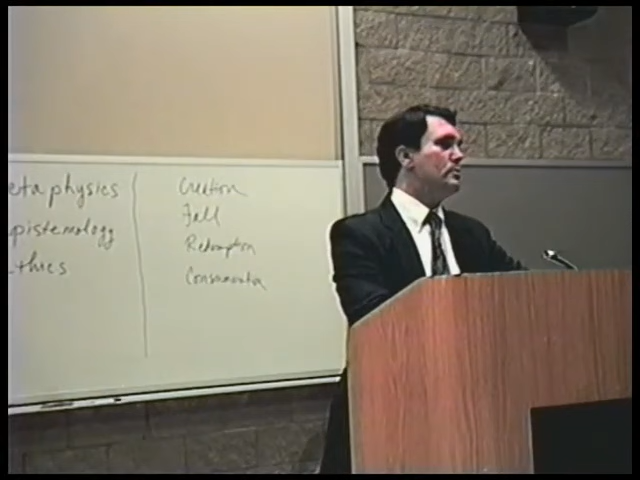 etaphysics
Creation
pistemology
Fall
thics
Redemption
Consummation